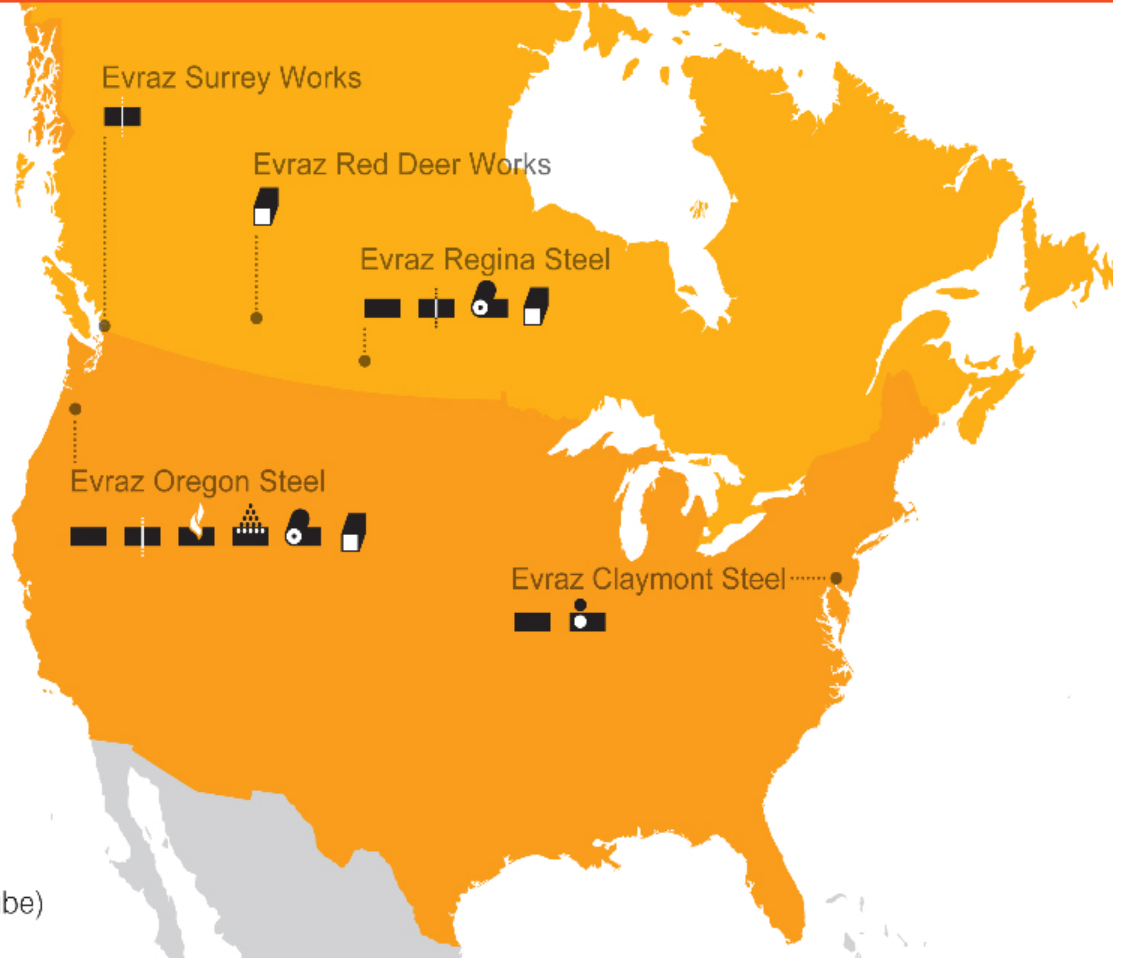 Evraz Surrey Works
Evraz Red Deer Works
Evraz Regina Steel
Evraz Oregon Steel
Evraz Claymont Steel
be)